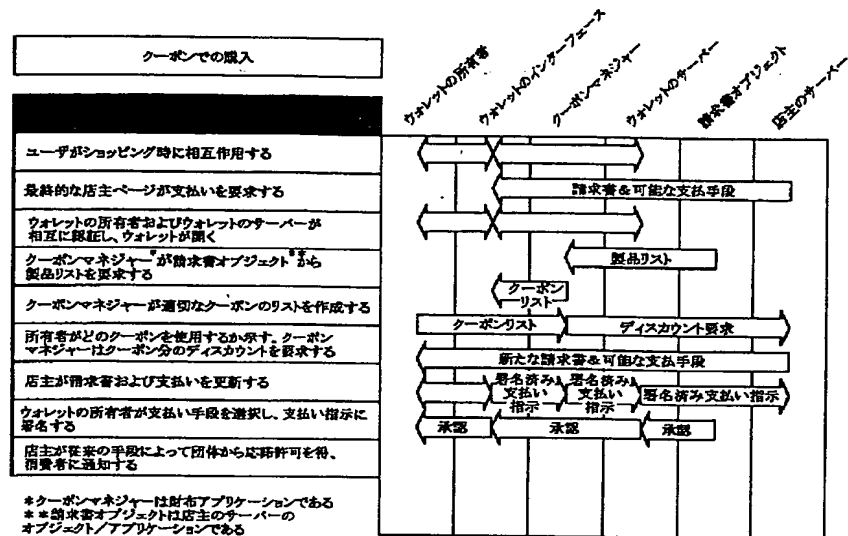 クーポンでの購入
ウォレットの所有者
ウォレットのインターフェース
クーポンマネジャー
ウォレットのサーバー
請求書オブジェクト
店主のサーバー
ユーザがショッピング時に相互作用する
最終的な店主ページが支払いを要求する
請求書&可能な支払手段
ウォレットの所有者およびウォレットのサーバーが
相互に認証し、ウォレットが開く
クーポンマネジャー*が請求書オブジェクト**から
製品リストを要求する
製品リスト
クーポンマネジャーが適切なクーポンのリストを作成する
クーポン
リスト
所有者がどのクーポンを使用するか示す。クーポン
マネジャーはクーポン分のディスカウントを要求する
クーポンリスト
ディスカウント要求
店主が請求書および支払いを更新する
新たな請求書&可能な支払手段
ウォレットの所有者が支払い手段を選択し、支払い指示に
署名する
署名済み
支払い
指示
署名済み
支払い
指示
署名済み支払い指示
店主が従来の手段によって団体から
許可を得、
消費者に通知する
承認
承認
承認
*クーポンマネジャーは財布アプリケーションである
**請求書オブジェクトは店主のサーバーの
オブジェクト/アプリケーションである